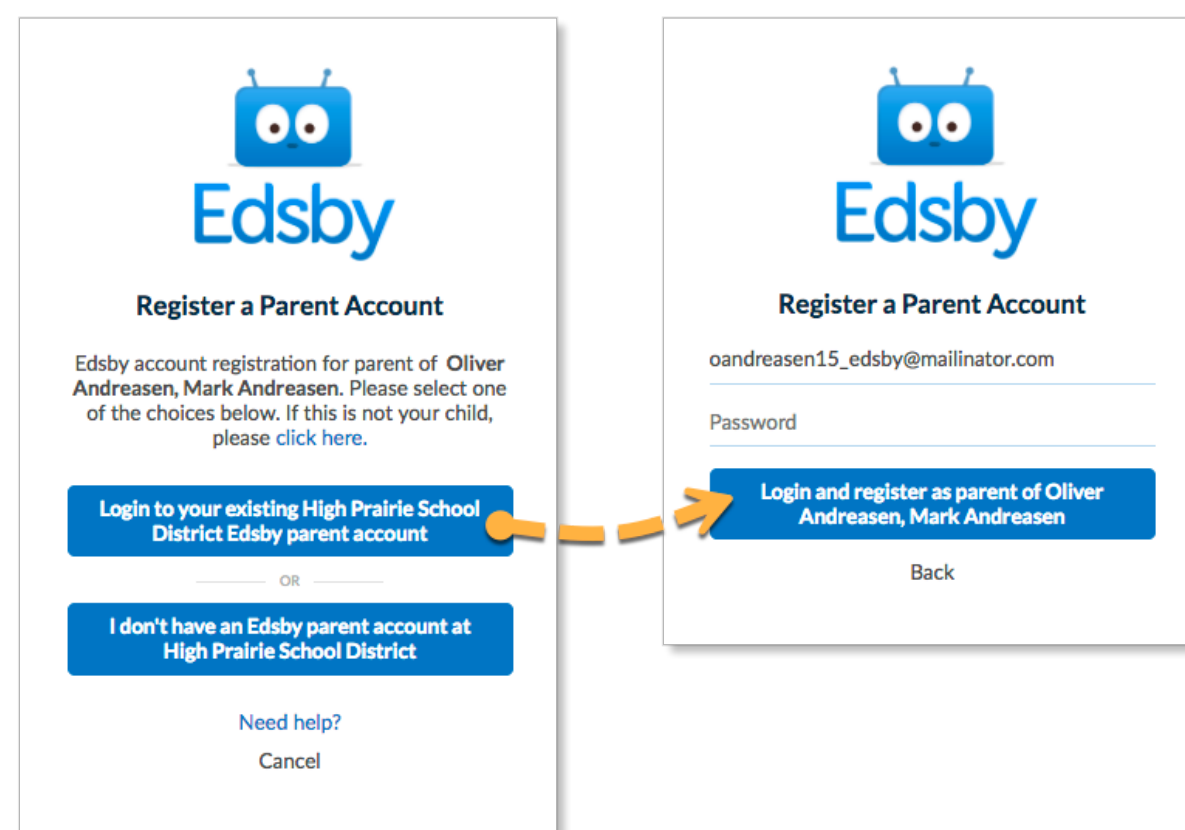 Edsby
Register a Parent Account
Edsby account registration for parent of Oliver
Andreasen, Mark Andreasen. Please select one
of the choices below. If this is not your child,
please click here.
Login to your existing High Prairie School
District Edsby parent account
OR
I don't have an Edsby parent account at
High Prairie School District
Need help?
Cancel
Edsby
Register a Parent Account
oandreasen15_edsby@mailinator.com
Password
Login and register as parent of Oliver
Andreasen, Mark Andreasen
Back